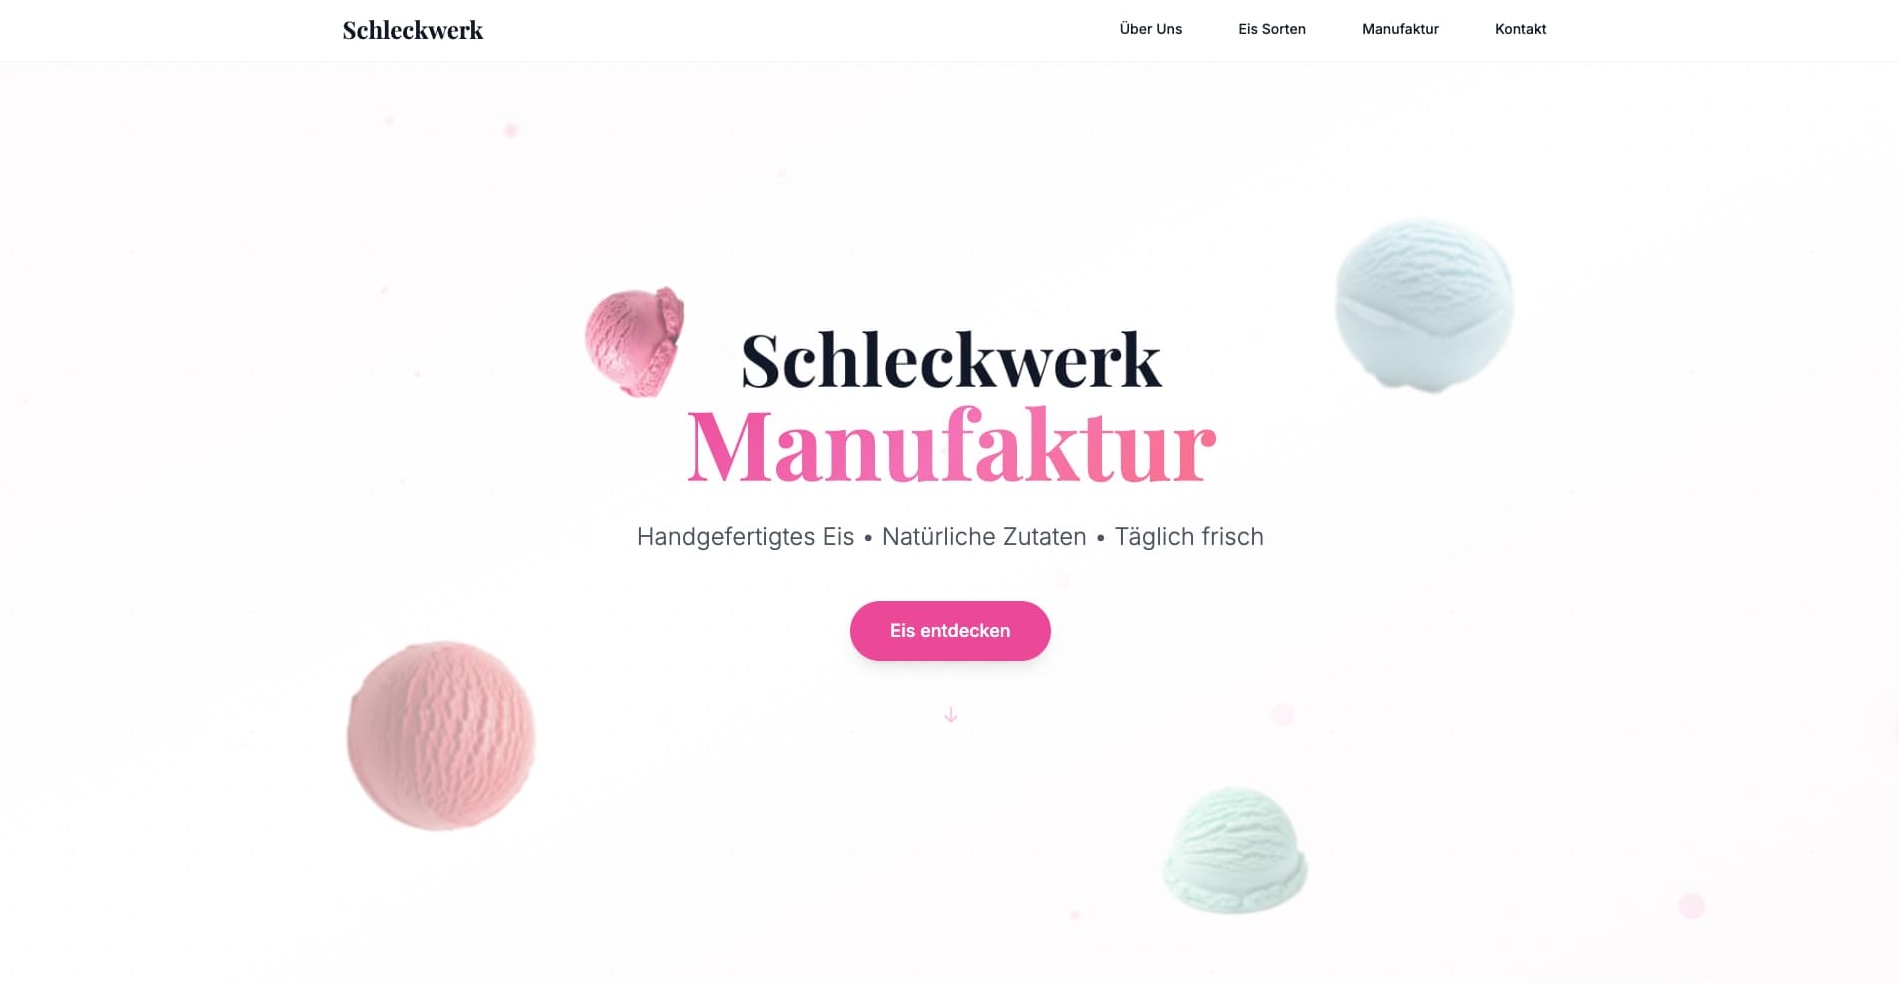 Schleckwerk
Über Uns
Eis Sorten
Manufaktur
Kontakt
Schleckwerk
Manufaktur
Handgefertigtes Eis • Natürliche Zutaten • Täglich frisch
Eis entdecken